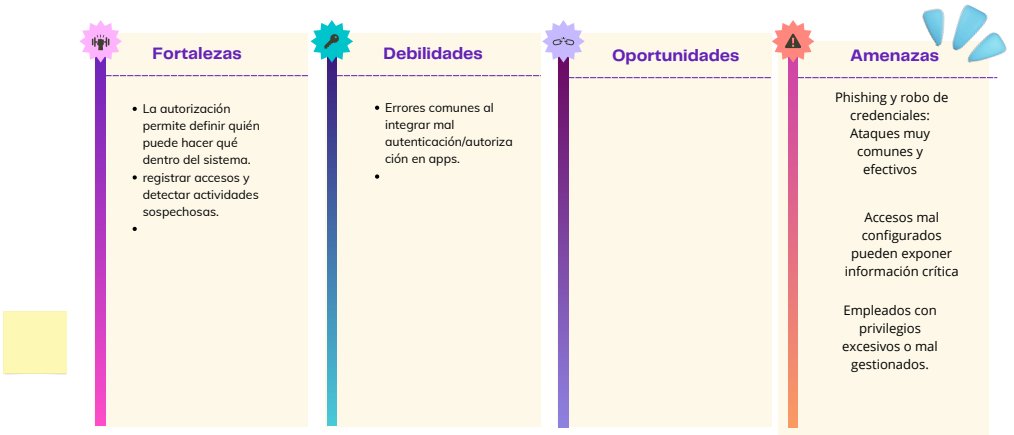 Fortalezas
La autorización
permite definir quién
puede hacer qué
dentro del sistema.
registrar accesos y
detectar actividades
sospechosas.
Debilidades
Errores comunes al
integrar mal
autenticación/autoriza
ción en apps.
Oportunidades
Amenazas
Phishing y robo de
credenciales:
Ataques muy
comunes y
efectivos
Accesos mal
configurados
pueden exponer
información crítica
Empleados con
privilegios
excesivos o mal
gestionados.